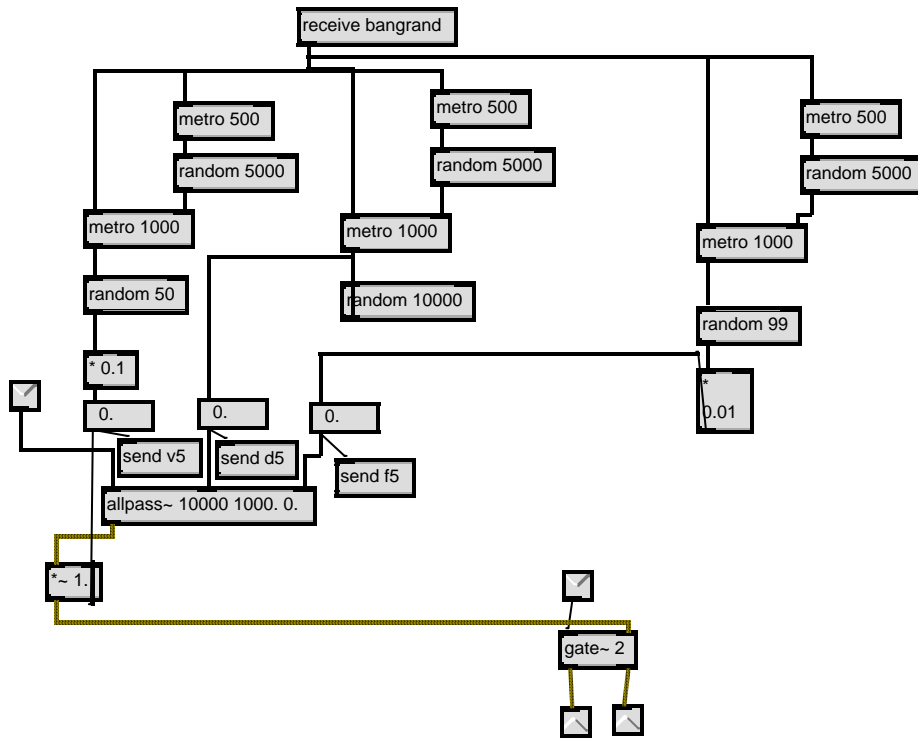 receive bangrand
metro 500
metro 500
metro 500
random 5000
random 5000
random 5000
metro 1000
metro 1000
metro 1000
random 50
random 10000
random 99
* 0.1
*
0.01
0.
0.
0.
send v5
send d5
send f5
allpass~ 10000 1000. 0.
*~ 1.
gate~ 2